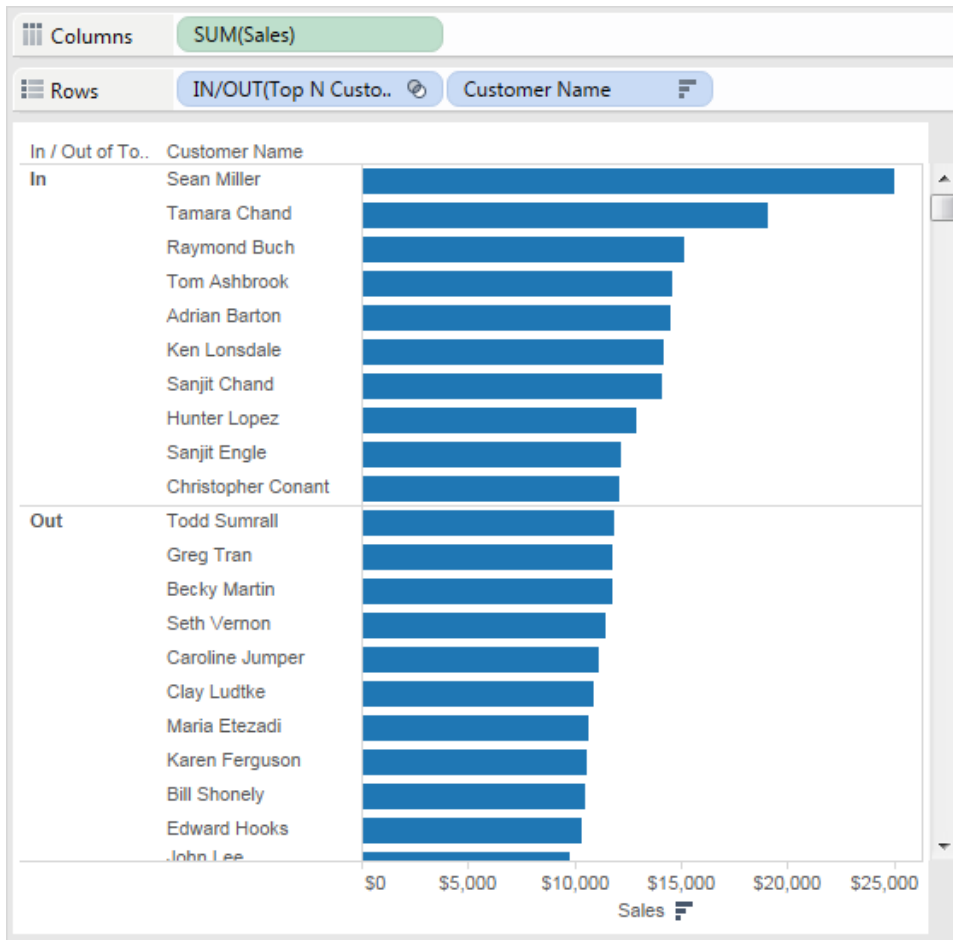 Columns SUM(Sales)
Rows IN/OUT(Top N Custo.. Customer Name
In / Out of To.. Customer Name
In Sean Miller
Tamara Chand
Raymond Buch
Tom Ashbrook
Adrian Barton
Ken Lonsdale
Sanjit Chand
Hunter Lopez
Sanjit Engle
Christopher Conant
Out Todd Sumrall
Greg Tran
Becky Martin
Seth Vernon
Caroline Jumper
Clay Ludtke
Maria Etezadi
Karen Ferguson
Bill Shonely
Edward Hooks
John Lee
$0 $5,000 $10,000 $15,000 $20,000 $25,000
Sales